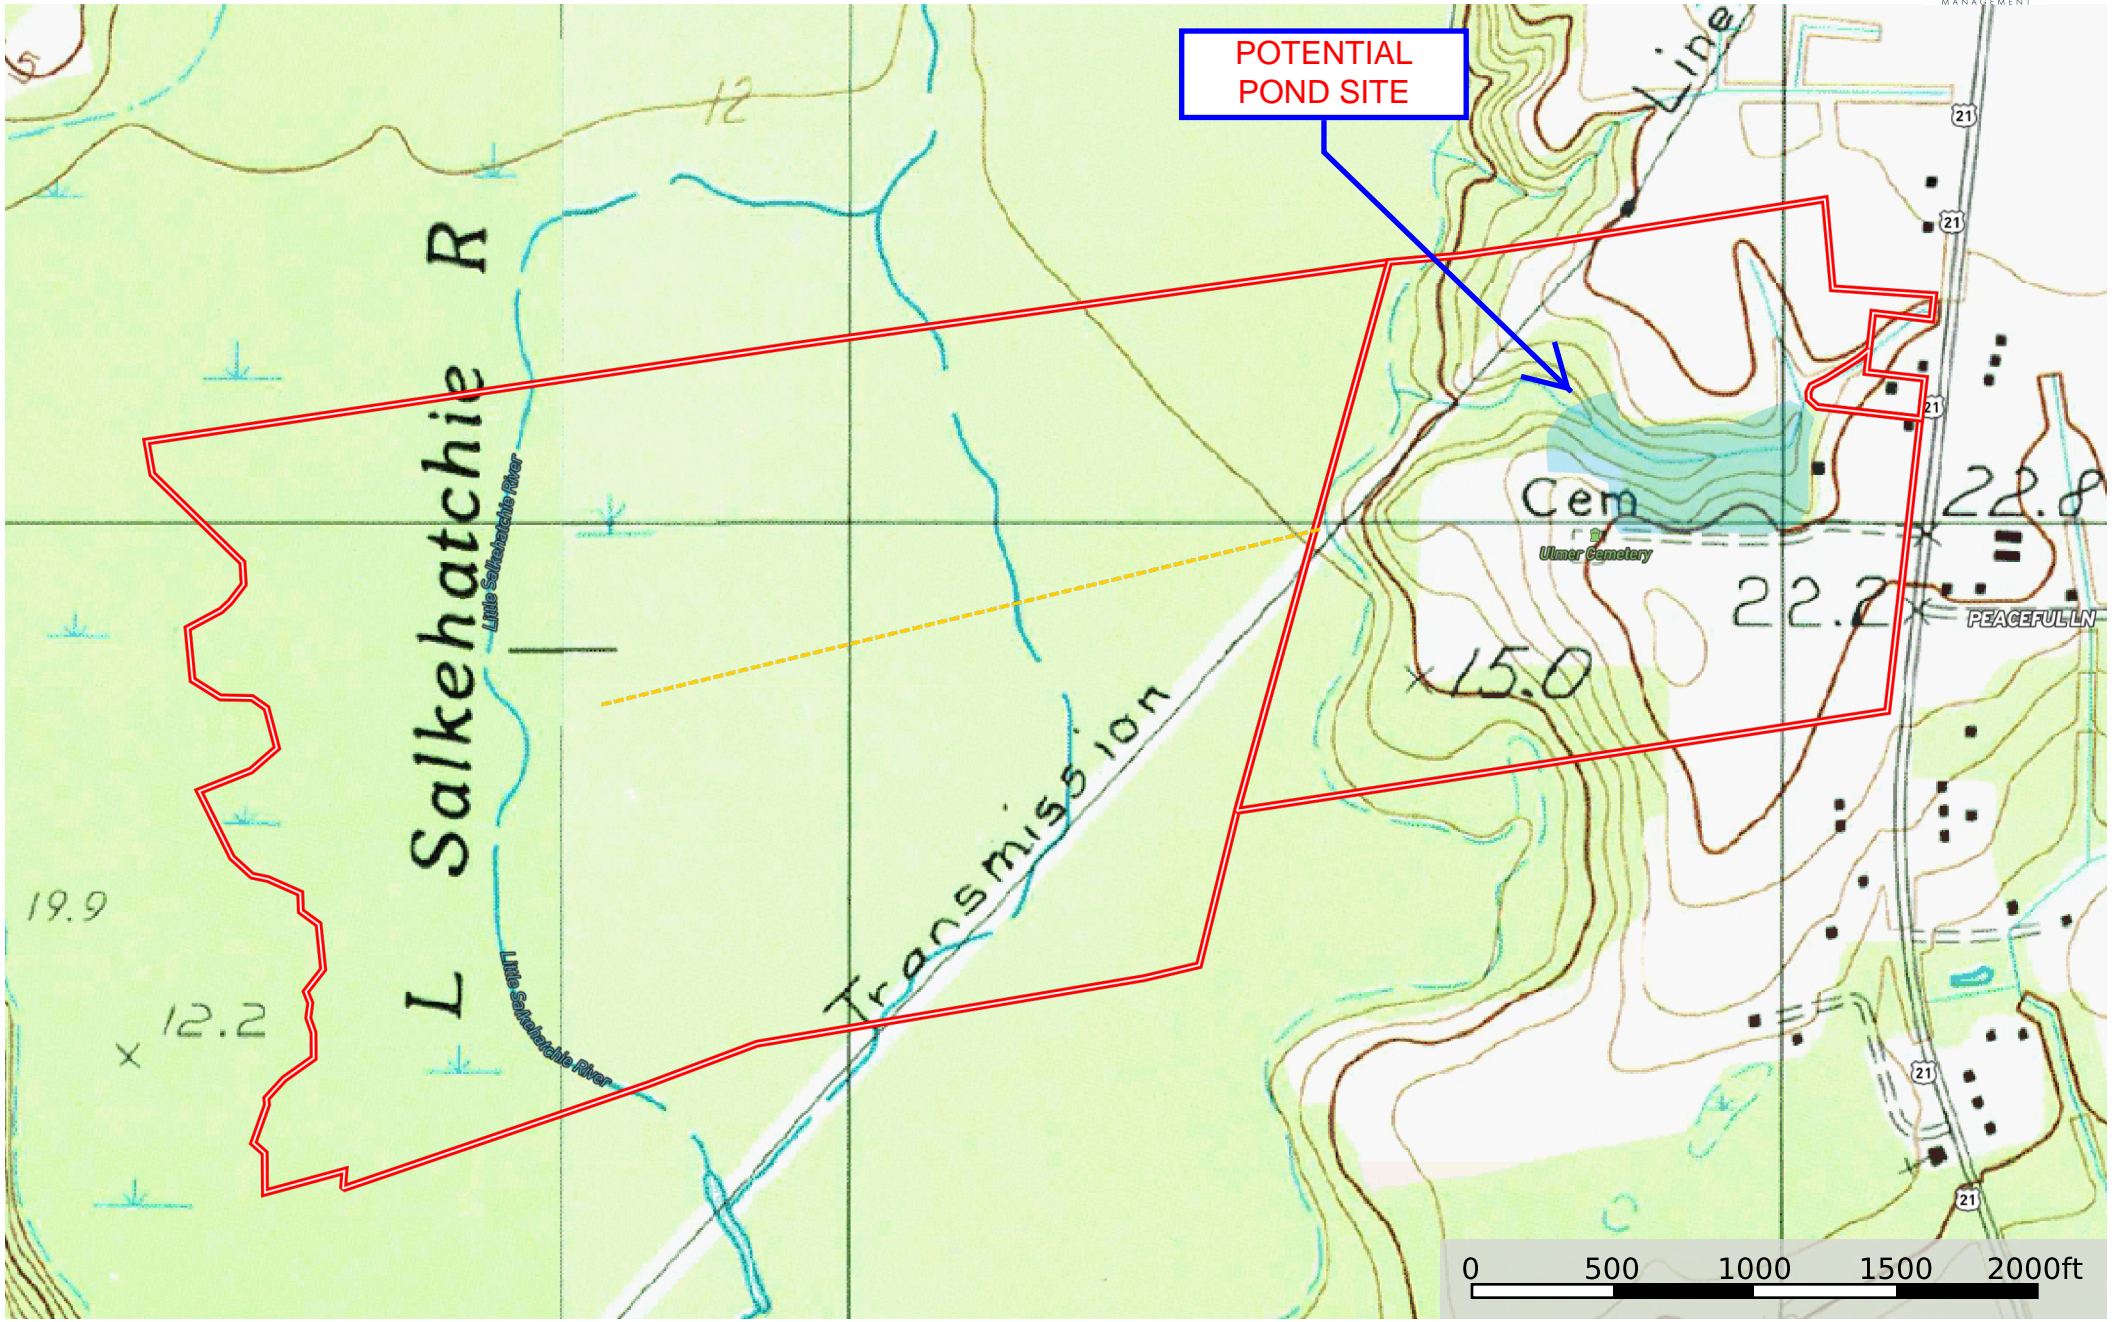 MANAGEMENT
POTENTIAL
POND SITE
Line
15
12
21
21
L Salkehatchie R
Little Salkehatchie River
21
Cem
Ulmer Cemetery
22.8
22.2
PEACEFUL LN
15.0
Transmission
19.9
12.2
Little Salkehatchie River
21
21
0 500 1000 1500 2000ft